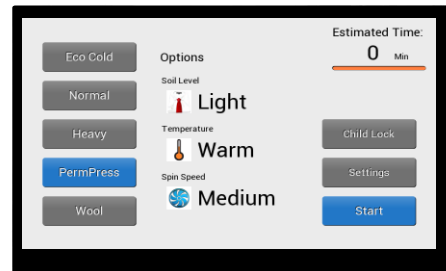 Estimated Time:
0 Min
Eco Cold
Options
Normal
Soil Level
Light
Heavy
Temperature
Warm
Child Lock
PermPress
Spin Speed
Medium
Settings
Wool
Start